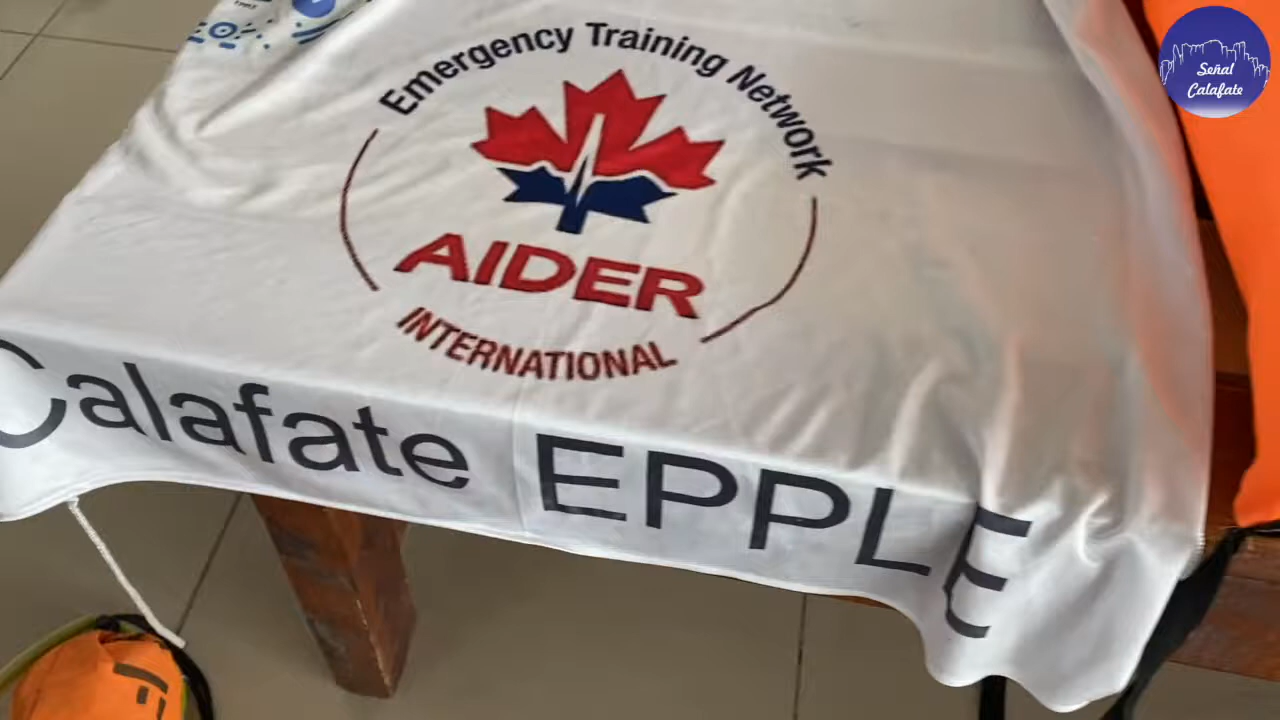 Emergency Training Network
AIDER
INTERNATIONAL
Calafate EPPLE
Señal
Calafate